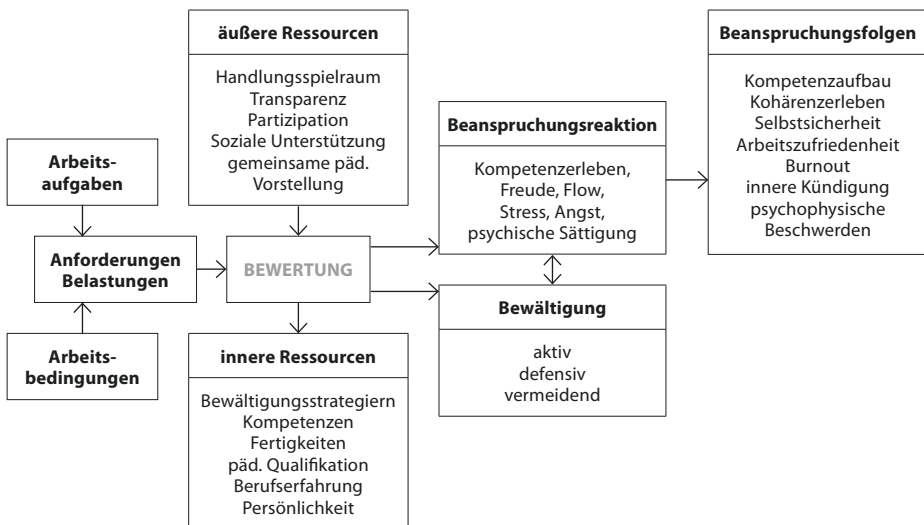 äußere Ressourcen
Handlungsspielraum
Transparenz
Partizipation
Soziale Unterstützung
gemeinsame päd.
Vorstellung
Beanspruchungsfolgen
Kompetenzaufbau
Kohärenzerleben
Selbstsicherheit
Arbeitszufriedenheit
Burnout
innere Kündigung
psychophysische
Beschwerden
Beanspruchungsreaktion
Kompetenzerleben,
Freude, Flow,
Stress, Angst,
psychische Sättigung
Arbeits-
aufgaben
Anforderungen
Belastungen
BEWERTUNG
Bewältigung
aktiv
defensiv
vermeidend
Arbeits-
bedingungen
innere Ressourcen
Bewältigungsstrategiern
Kompetenzen
Fertigkeiten
päd. Qualifikation
Berufserfahrung
Persönlichkeit